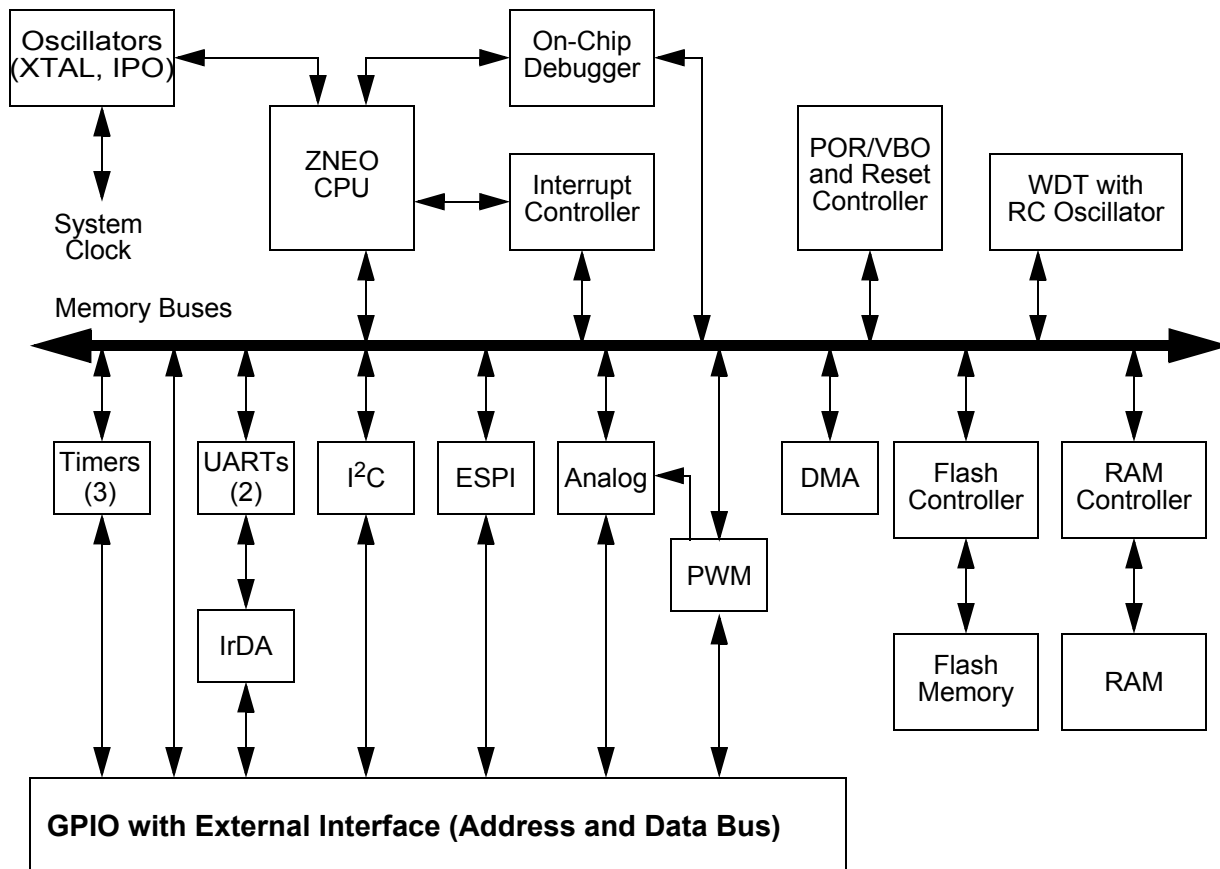 Oscillators
(XTAL, IPO)
On-Chip
Debugger
ZNEO
CPU
Interrupt
Controller
POR/VBO
and Reset
Controller
WDT with
RC Oscillator
System
Clock
Memory Buses
Timers
(3)
UARTs
(2)
I²C
ESPI
Analog
DMA
Flash
Controller
RAM
Controller
PWM
IrDA
Flash
Memory
RAM
GPIO with External Interface (Address and Data Bus)